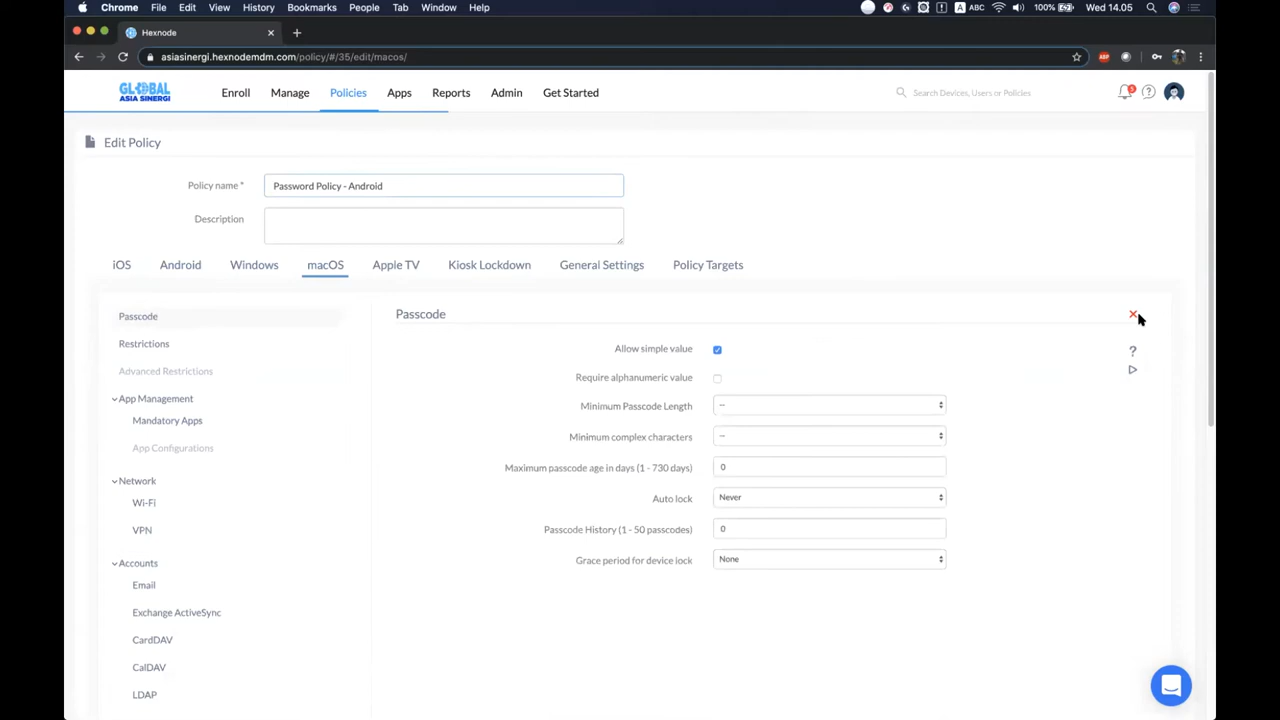 Chrome File Edit View History Bookmarks People Tab Window Help
A ABC 100% Wed 14.05
Hexnode
asiasinergi.hexnodemdm.com/policy/#/35/edit/macos/
ABP
GLOBAL
ASIA SINERGI
Enroll Manage Policies Apps Reports Admin Get Started
Search Devices, Users or Policies
Edit Policy
Policy name *
Password Policy - Android
Description
iOS Android Windows macOS Apple TV Kiosk Lockdown General Settings Policy Targets
Passcode
Restrictions
Advanced Restrictions
App Management
Mandatory Apps
App Configurations
Network
Wi-Fi
VPN
Accounts
Email
Exchange ActiveSync
CardDAV
CalDAV
LDAP
Passcode
?
Allow simple value
Require alphanumeric value
Minimum Passcode Length --
Minimum complex characters --
Maximum passcode age in days (1 - 730 days) 0
Auto lock Never
Passcode History (1 - 50 passcodes) 0
Grace period for device lock None